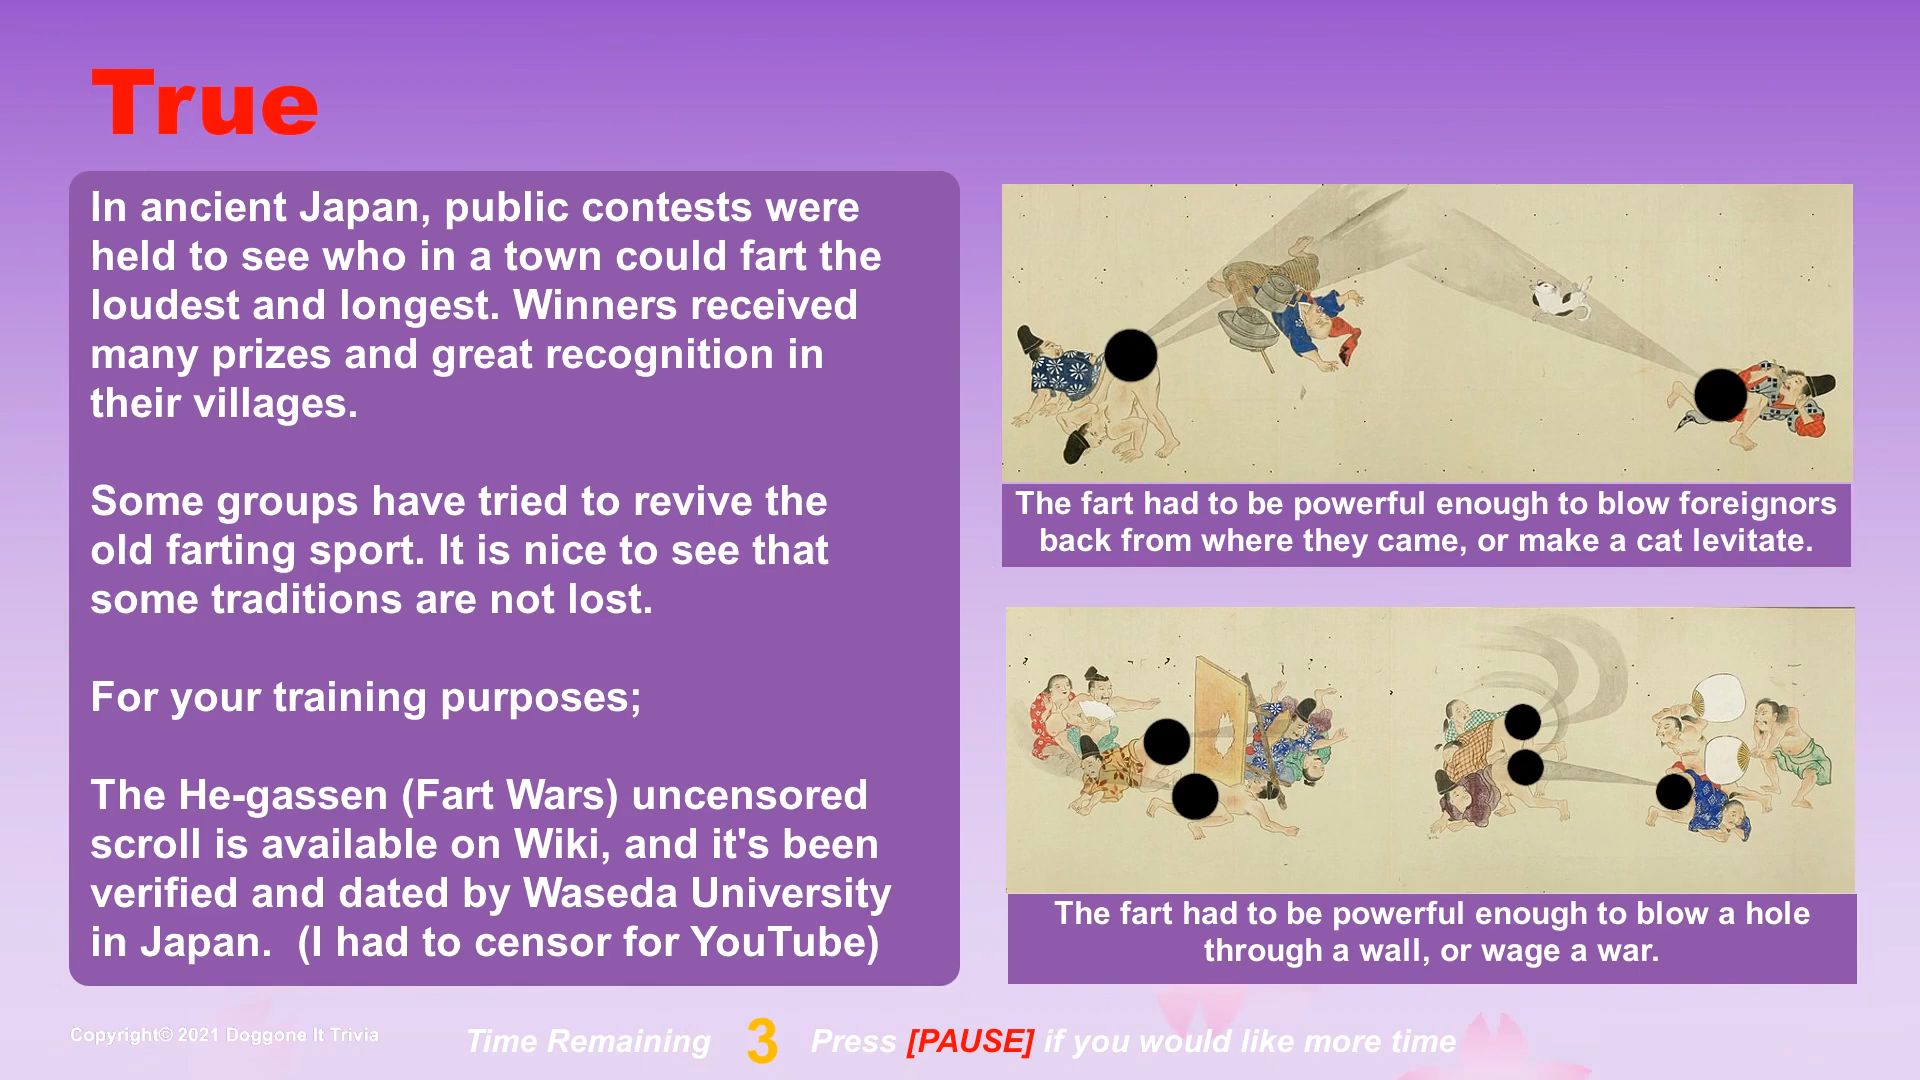 True
In ancient Japan, public contests were
held to see who in a town could fart the
loudest and longest. Winners received
many prizes and great recognition in
their villages.
Some groups have tried to revive the
old farting sport. It is nice to see that
some traditions are not lost.
For your training purposes;
The He-gassen (Fart Wars) uncensored
scroll is available on Wiki, and it's been
verified and dated by Waseda University
in Japan.  (I had to censor for YouTube)
The fart had to be powerful enough to blow foreignors
back from where they came, or make a cat levitate.
The fart had to be powerful enough to blow a hole
through a wall, or wage a war.
Copyright© 2021 Doggone It Trivia
Time Remaining 3 Press [PAUSE] if you would like more time